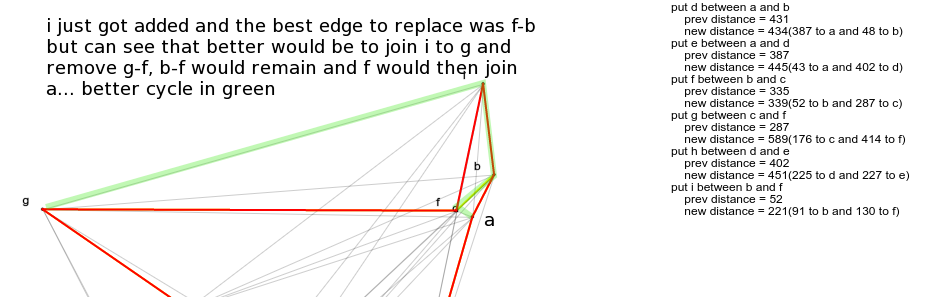 i just got added and the best edge to replace was f-b
but can see that better would be to join i to g and
remove g-f, b-f would remain and f would then join
a... better cycle in green
i
b
g
f
d
a
put d between a and b
prev distance = 431
new distance = 434(387 to a and 48 to b)
put e between a and d
prev distance = 387
new distance = 445(43 to a and 402 to d)
put f between b and c
prev distance = 335
new distance = 339(52 to b and 287 to c)
put g between c and f
prev distance = 287
new distance = 589(176 to c and 414 to f)
put h between d and e
prev distance = 402
new distance = 451(225 to d and 227 to e)
put i between b and f
prev distance = 52
new distance = 221(91 to b and 130 to f)